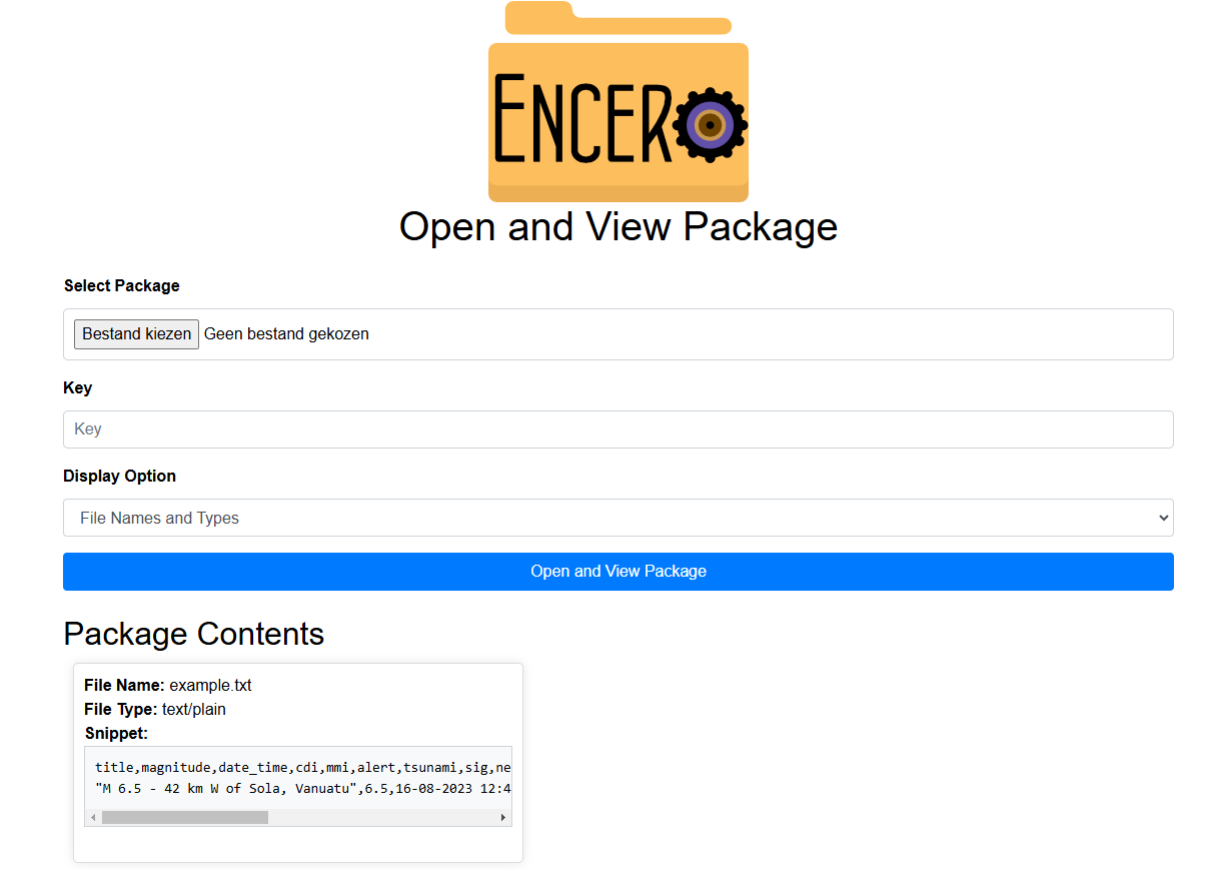 ENCERO
Open and View Package
Select Package
Bestand kiezen Geen bestand gekozen
Key
Key
Display Option
File Names and Types
Open and View Package
Package Contents
File Name: example.txt
File Type: text/plain
Snippet:
title,magnitude,date_time,cdi,mmi,alert,tsunami,sig,ne
"M 6.5 - 42 km W of Sola, Vanuatu",6.5,16-08-2023 12:4